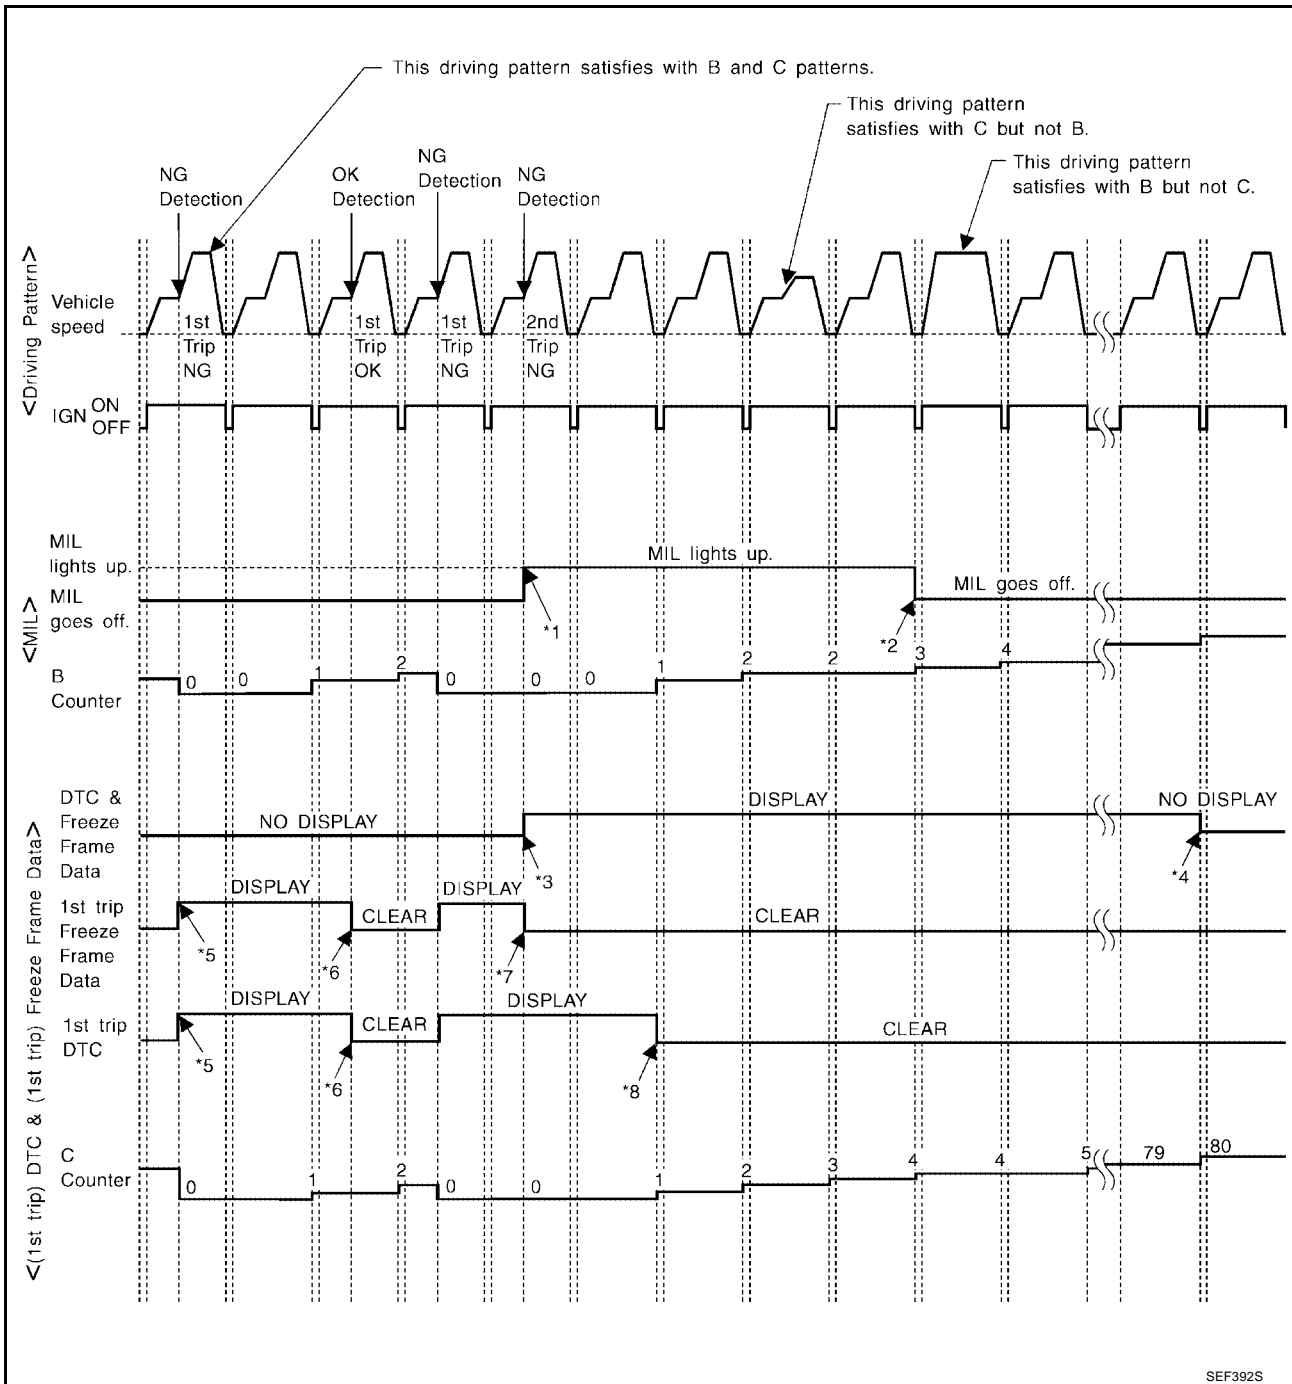 This driving pattern satisfies with B and C patterns.
This driving pattern
satisfies with C but not B.
This driving pattern
satisfies with B but not C.
NG
Detection
OK
Detection
NG
Detection
NG
Detection
<Driving Pattern>
Vehicle
speed
1st
Trip
NG
1st
Trip
OK
1st
Trip
NG
2nd
Trip
NG
IGN ON
OFF
<MIL>
MIL
lights up.
MIL
goes off.
MIL lights up.
MIL goes off.
*1
*2
B
Counter
0 0 1 2 0 0 0 1 2 2 3 4
<(1st trip) DTC & (1st trip) Freeze Frame Data>
DTC &
Freeze
Frame
Data
NO DISPLAY
DISPLAY
NO DISPLAY
*3
*4
1st trip
Freeze
Frame
Data
DISPLAY
CLEAR
DISPLAY
CLEAR
*5
*6
*7
1st trip
DTC
DISPLAY
CLEAR
DISPLAY
CLEAR
*5
*6
*8
C
Counter
0 1 2 0 0 1 2 3 4 4 5 79 80
SEF392S